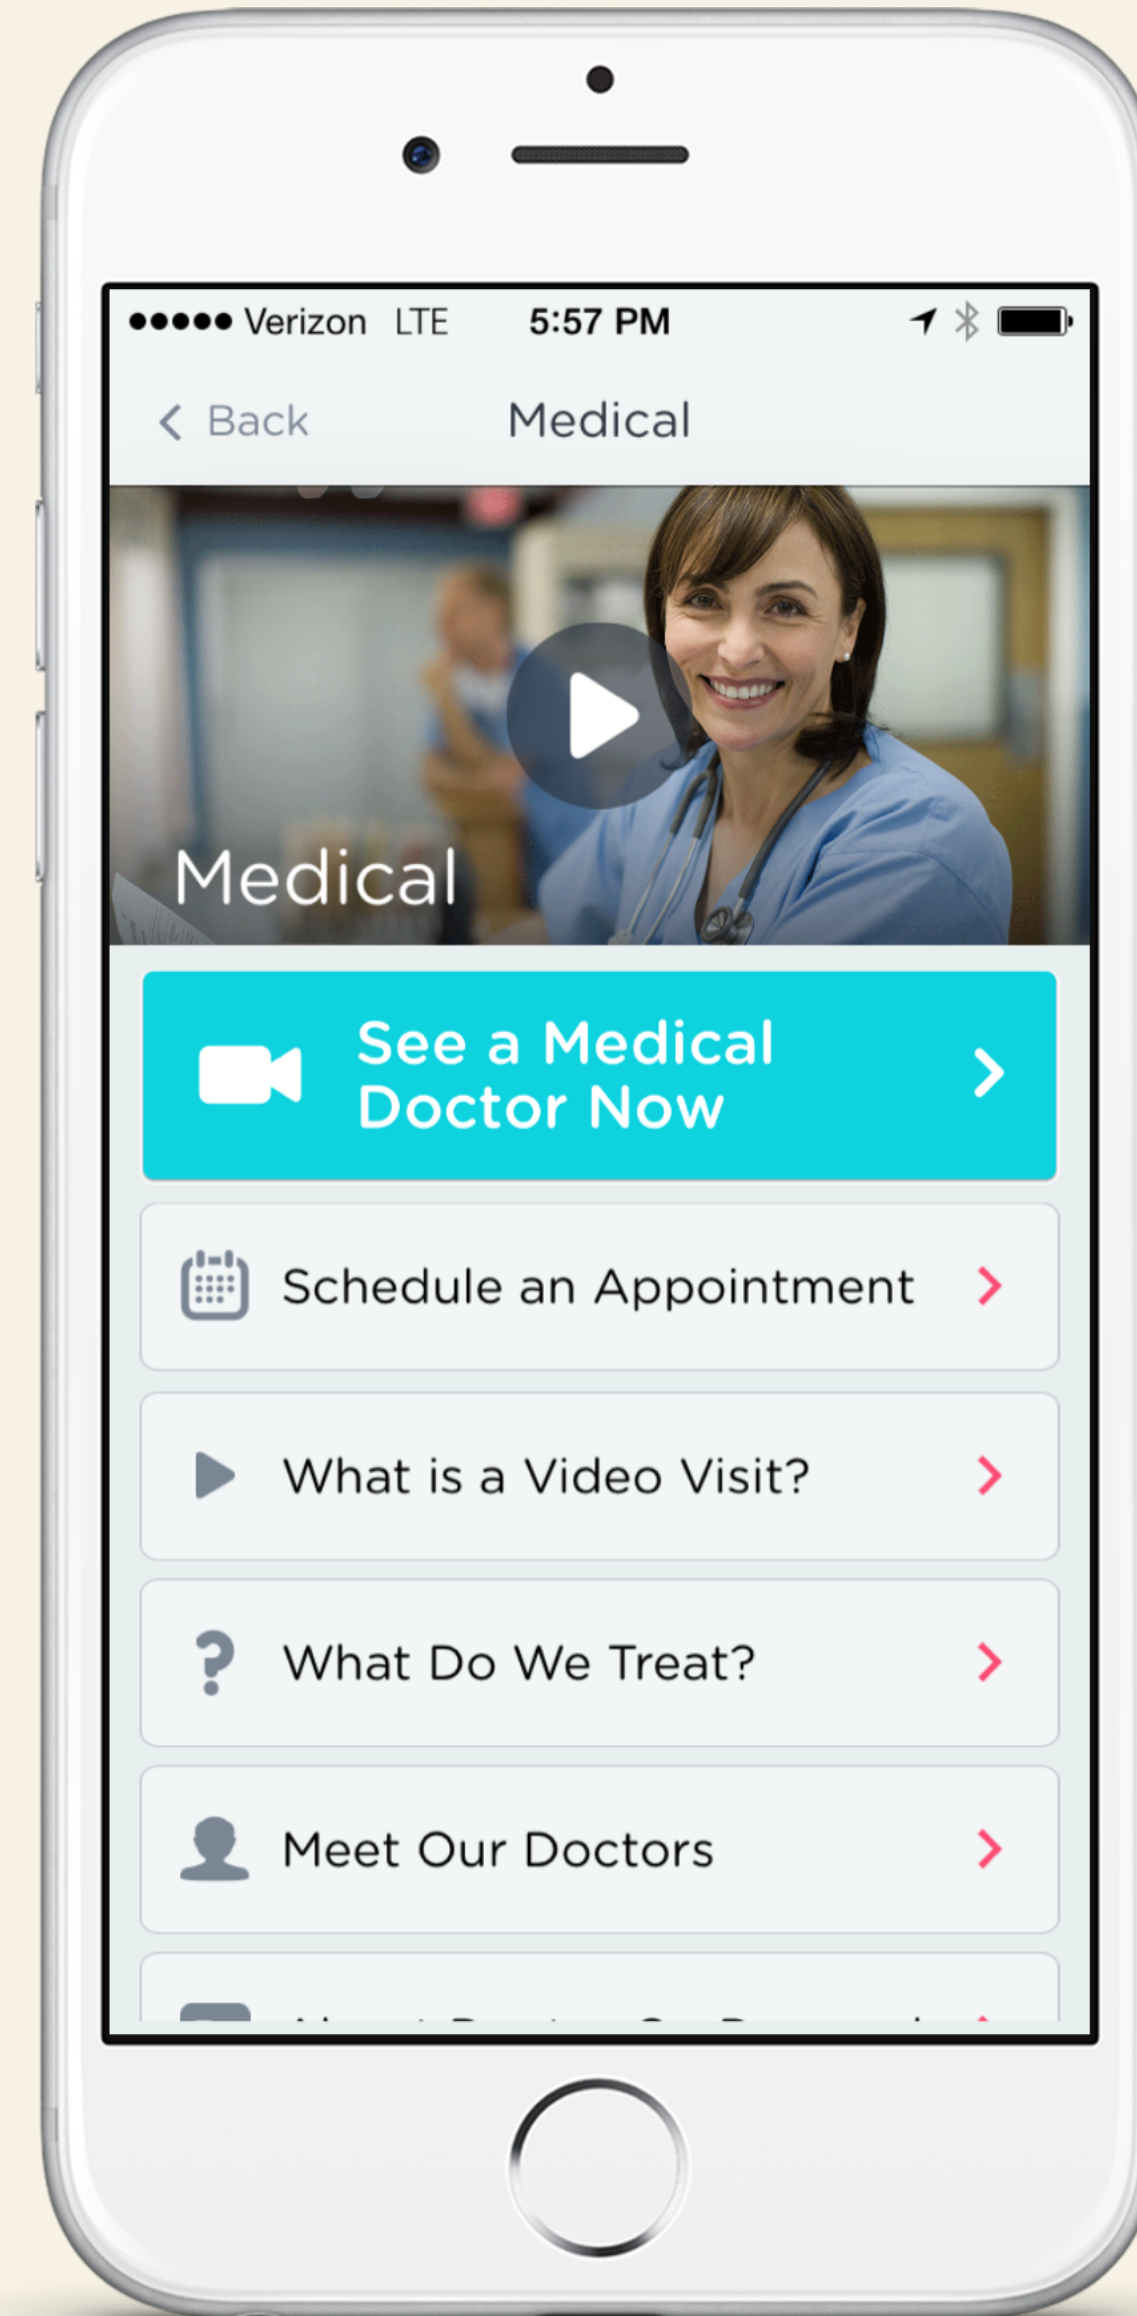 Verizon LTE 5:57 PM
Back Medical
Medical
See a Medical
Doctor Now
Schedule an Appointment
What is a Video Visit?
What Do We Treat?
Meet Our Doctors